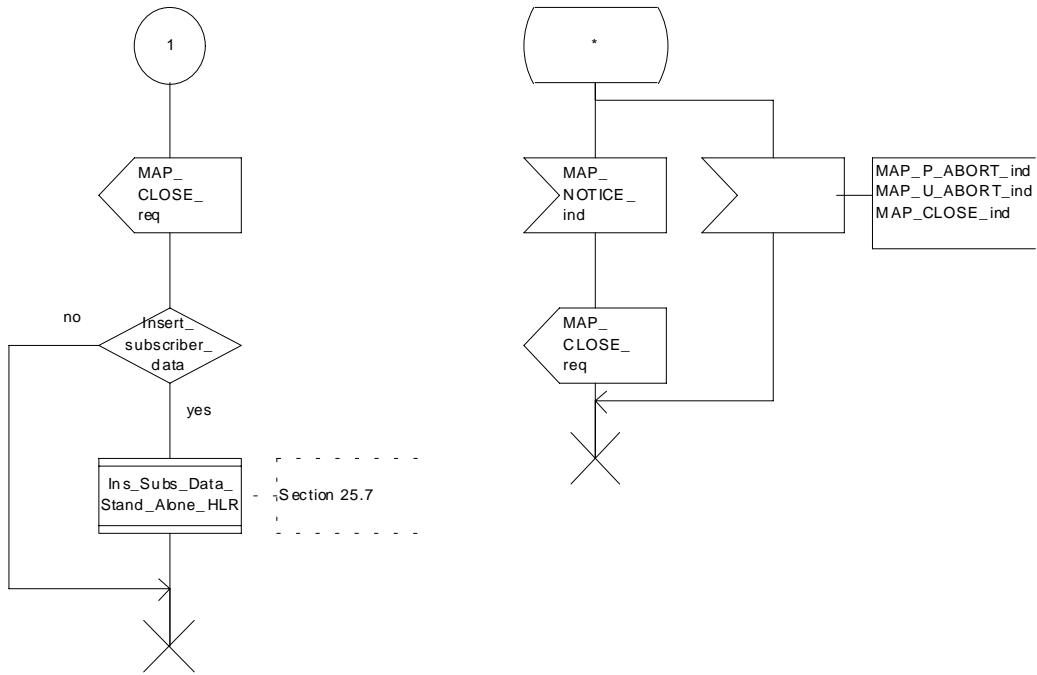 1
MAP_
CLOSE_
req
no
Insert_
subscriber_
data
yes
Ins_Subs_Data_
Stand_Alone_HLR
Section 25.7
*
MAP_
NOTICE_
ind
MAP_P_ABORT_ind
MAP_U_ABORT_ind
MAP_CLOSE_ind
MAP_
CLOSE_
req